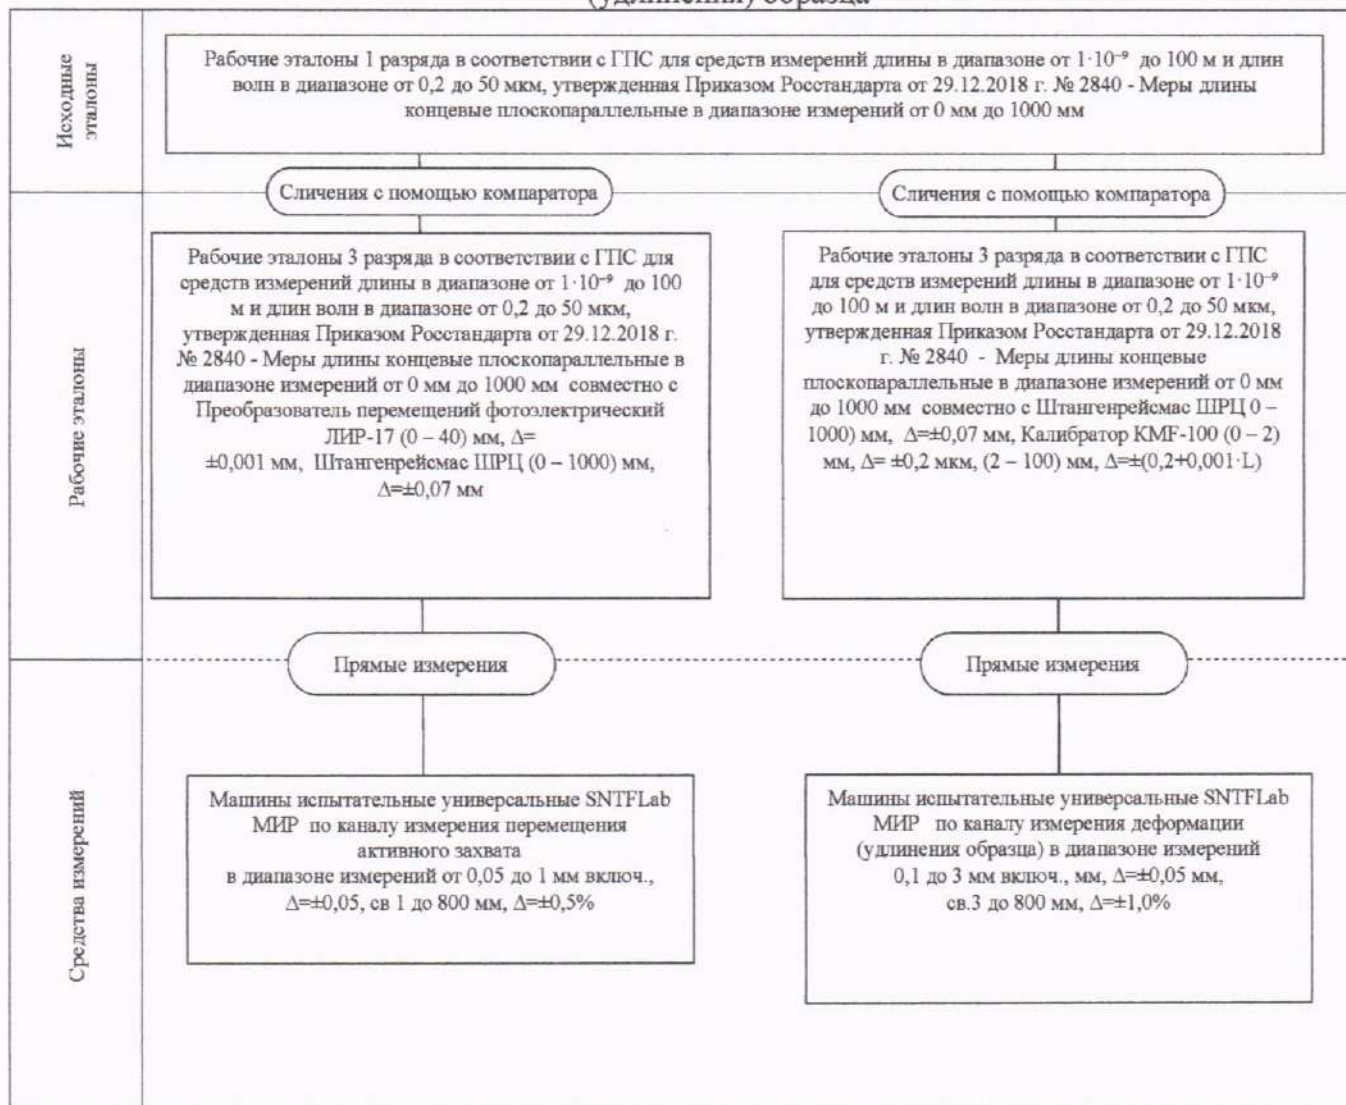 (удлинения) образца
Исходные
эталоны
Рабочие эталоны 1 разряда в соответствии с ГПС для средств измерений длины в диапазоне от 1·10⁻⁹ до 100 м и длин
волн в диапазоне от 0,2 до 50 мкм, утвержденная Приказом Росстандарта от 29.12.2018 г. № 2840 - Меры длины
концевые плоскопараллельные в диапазоне измерений от 0 мм до 1000 мм
Сличения с помощью компаратора
Сличения с помощью компаратора
Рабочие эталоны
Рабочие эталоны 3 разряда в соответствии с ГПС для
средств измерений длины в диапазоне от 1·10⁻⁹ до 100
м и длин волн в диапазоне от 0,2 до 50 мкм,
утвержденная Приказом Росстандарта от 29.12.2018 г.
№ 2840 - Меры длины концевые плоскопараллельные в
диапазоне измерений от 0 мм до 1000 мм совместно с
Преобразователь перемещений фотоэлектрический
ЛИР-17 (0 – 40) мм, Δ=
±0,001 мм, Штангенрейсмас ШРЦ (0 – 1000) мм,
Δ=±0,07 мм
Рабочие эталоны 3 разряда в соответствии с ГПС
для средств измерений длины в диапазоне от 1·10⁻⁹
до 100 м и длин волн в диапазоне от 0,2 до 50 мкм,
утвержденная Приказом Росстандарта от 29.12.2018
г. № 2840 - Меры длины концевые
плоскопараллельные в диапазоне измерений от 0 мм
до 1000 мм совместно с Штангенрейсмас ШРЦ 0 –
1000) мм, Δ=±0,07 мм, Калибратор KMF-100 (0 – 2)
мм, Δ= ±0,2 мкм, (2 – 100) мм, Δ=±(0,2+0,001·L)
Прямые измерения
Прямые измерения
Средства измерений
Машины испытательные универсальные SNTFLab
МИР по каналу измерения перемещения
активного захвата
в диапазоне измерений от 0,05 до 1 мм включ.,
Δ=±0,05, св 1 до 800 мм, Δ=±0,5%
Машины испытательные универсальные SNTFLab
МИР по каналу измерения деформации
(удлинения образца) в диапазоне измерений
0,1 до 3 мм включ., мм, Δ=±0,05 мм,
св.3 до 800 мм, Δ=±1,0%